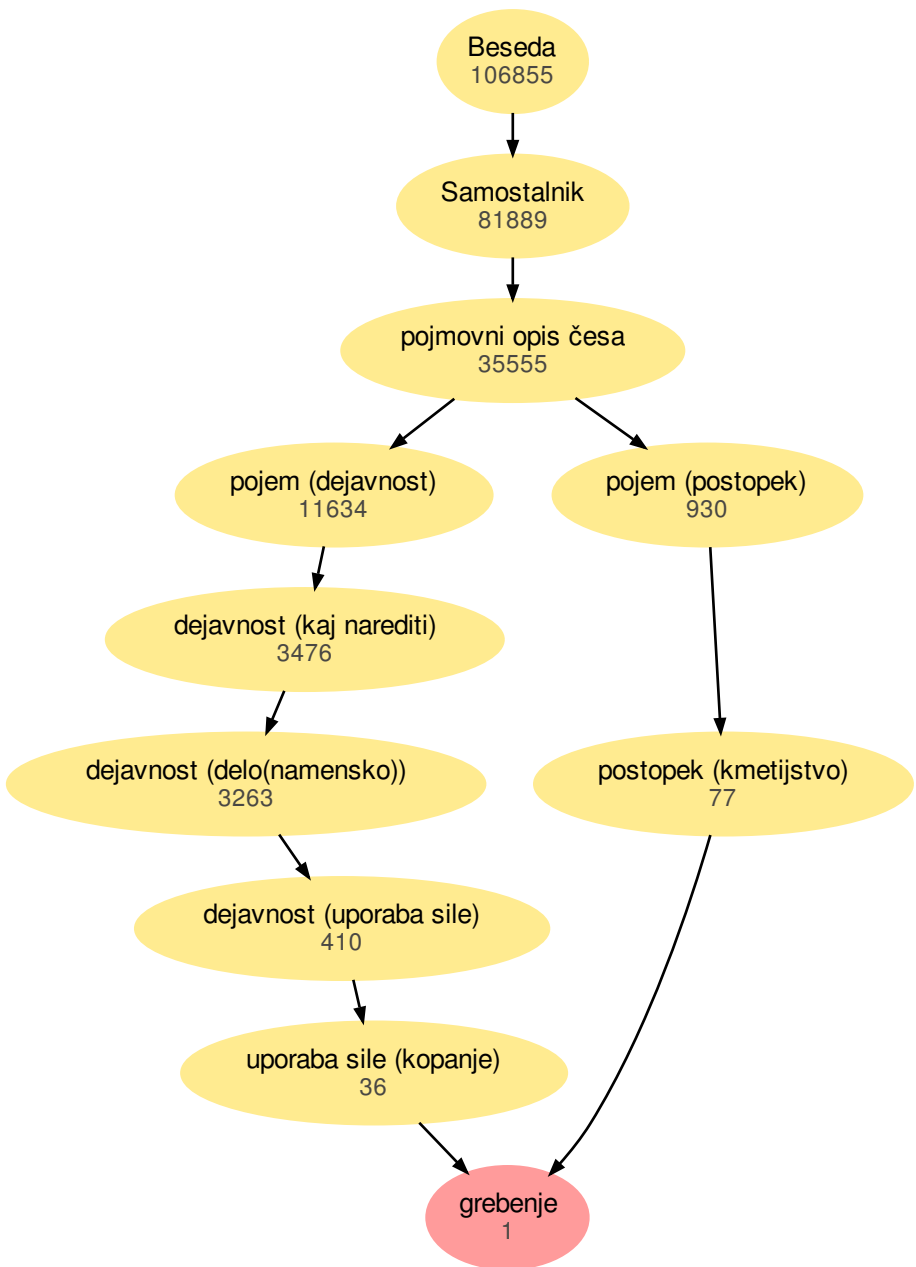 Beseda
106855
Samostalnik
81889
pojmovni opis česa
35555
pojem (dejavnost)
11634
pojem (postopek)
930
dejavnost (kaj narediti)
3476
dejavnost (delo(namensko))
3263
postopek (kmetijstvo)
77
dejavnost (uporaba sile)
410
uporaba sile (kopanje)
36
grebenje
1